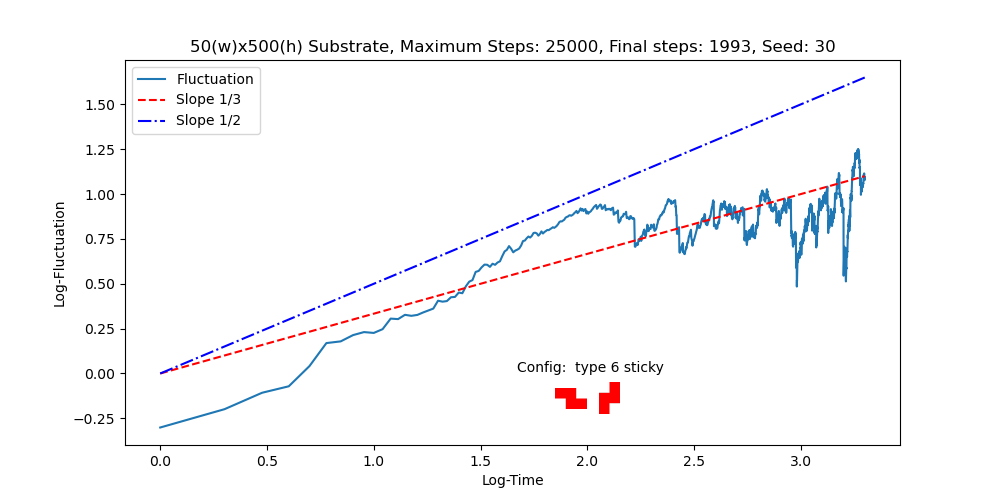 50(w)x500(h) Substrate, Maximum Steps: 25000, Final steps: 1993, Seed: 30
Fluctuation
Slope 1/3
Slope 1/2
1.50
1.25
1.00
0.75
0.50
0.25
0.00
−0.25
Log-Fluctuation
Config:  type 6 sticky
0.0 0.5 1.0 1.5 2.0 2.5 3.0
Log-Time